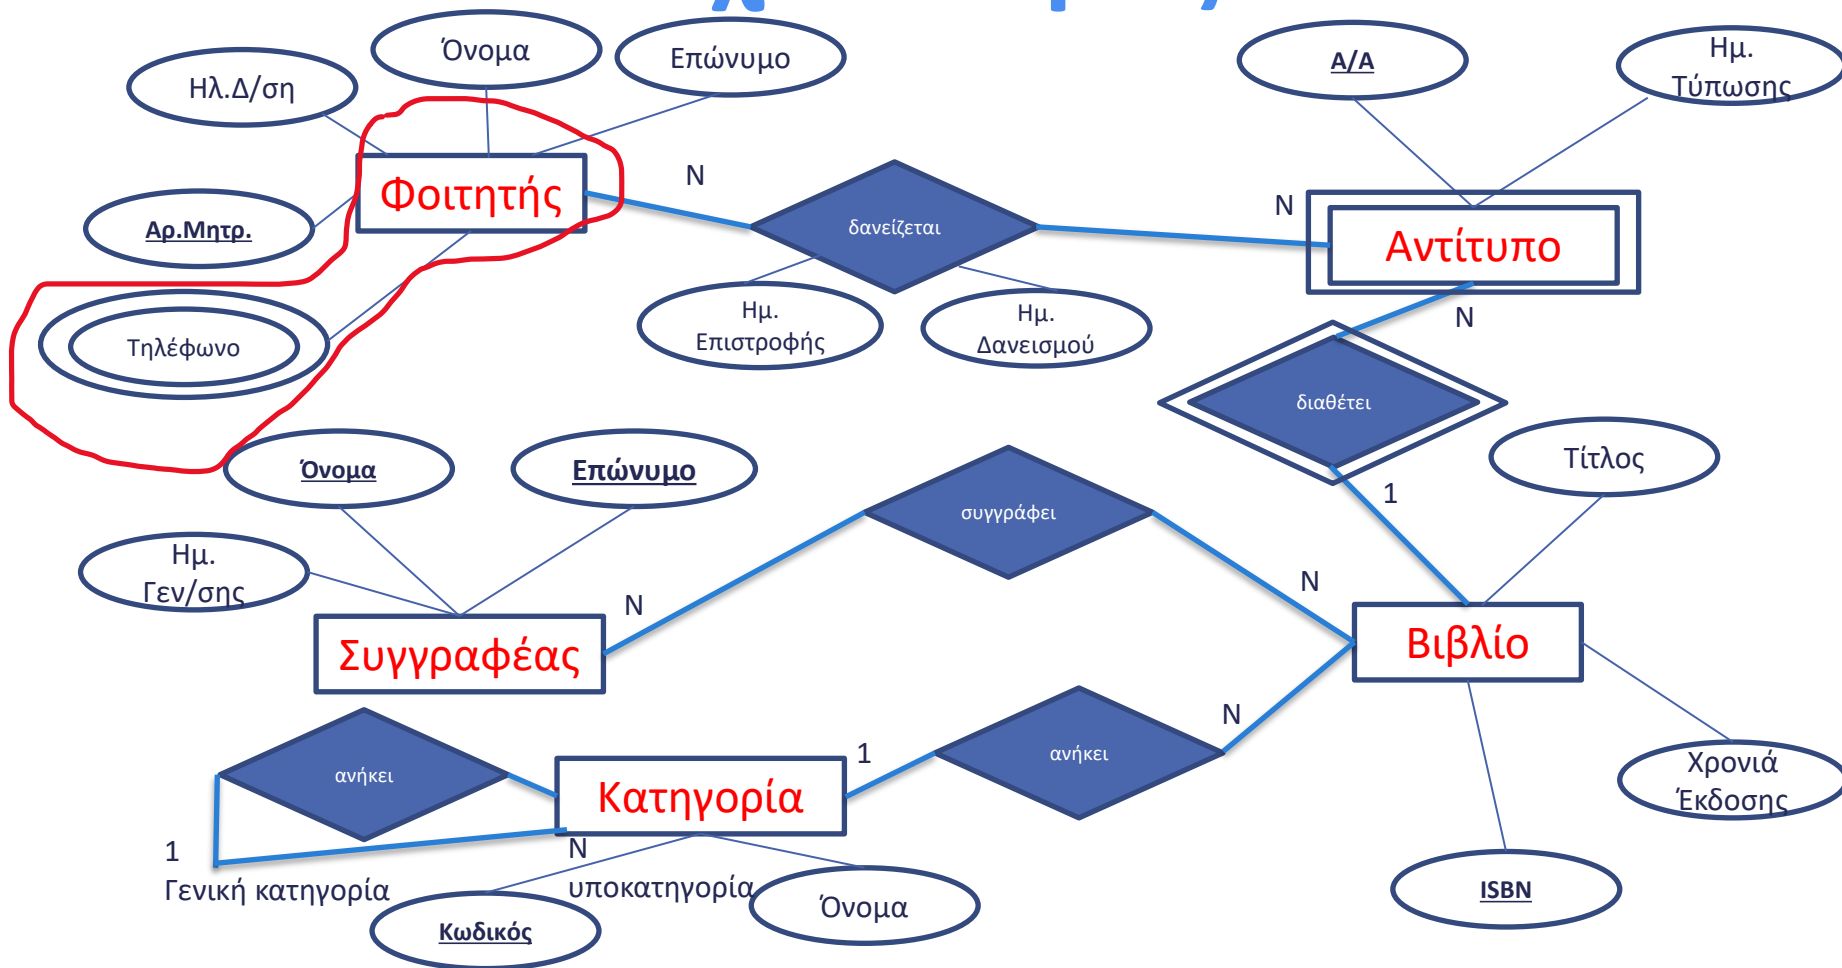 Όνομα
Επώνυμο
Ηλ.Δ/ση
Α/Α
Ημ.
Τύπωσης
Φοιτητής
Ν
Ν
Αρ.Μητρ.
δανείζεται
Αντίτυπο
Τηλέφωνο
Ημ.
Επιστροφής
Ημ.
Δανεισμού
Ν
διαθέτει
Όνομα
Επώνυμο
Τίτλος
1
συγγράφει
Ημ.
Γεν/σης
Ν
Ν
Συγγραφέας
Βιβλίο
Ν
1
ανήκει
ανήκει
Κατηγορία
Χρονιά
Έκδοσης
1
Ν
Γενική κατηγορία
υποκατηγορία
Όνομα
ISBN
Κωδικός